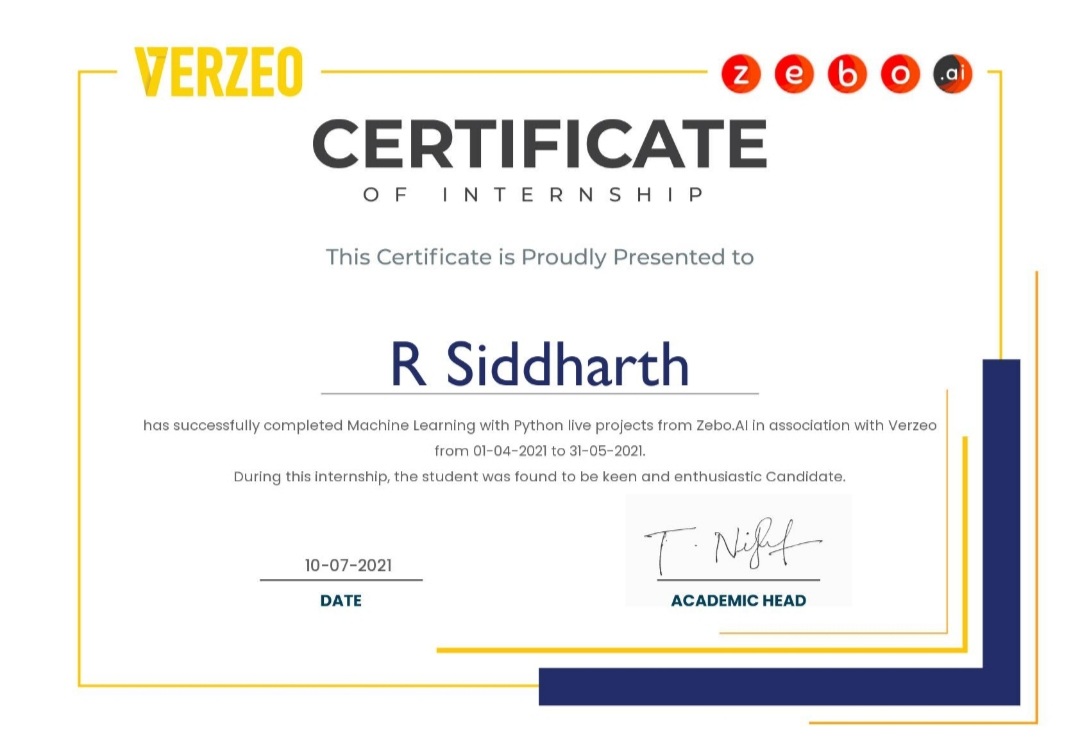 VERZEO
zebo.ai
CERTIFICATE
OF INTERNSHIP
This Certificate is Proudly Presented to
R Siddharth
has successfully completed Machine Learning with Python live projects from Zebo.AI in association with Verzeo
from 01-04-2021 to 31-05-2021.
During this internship, the student was found to be keen and enthusiastic Candidate.
10-07-2021
DATE
ACADEMIC HEAD